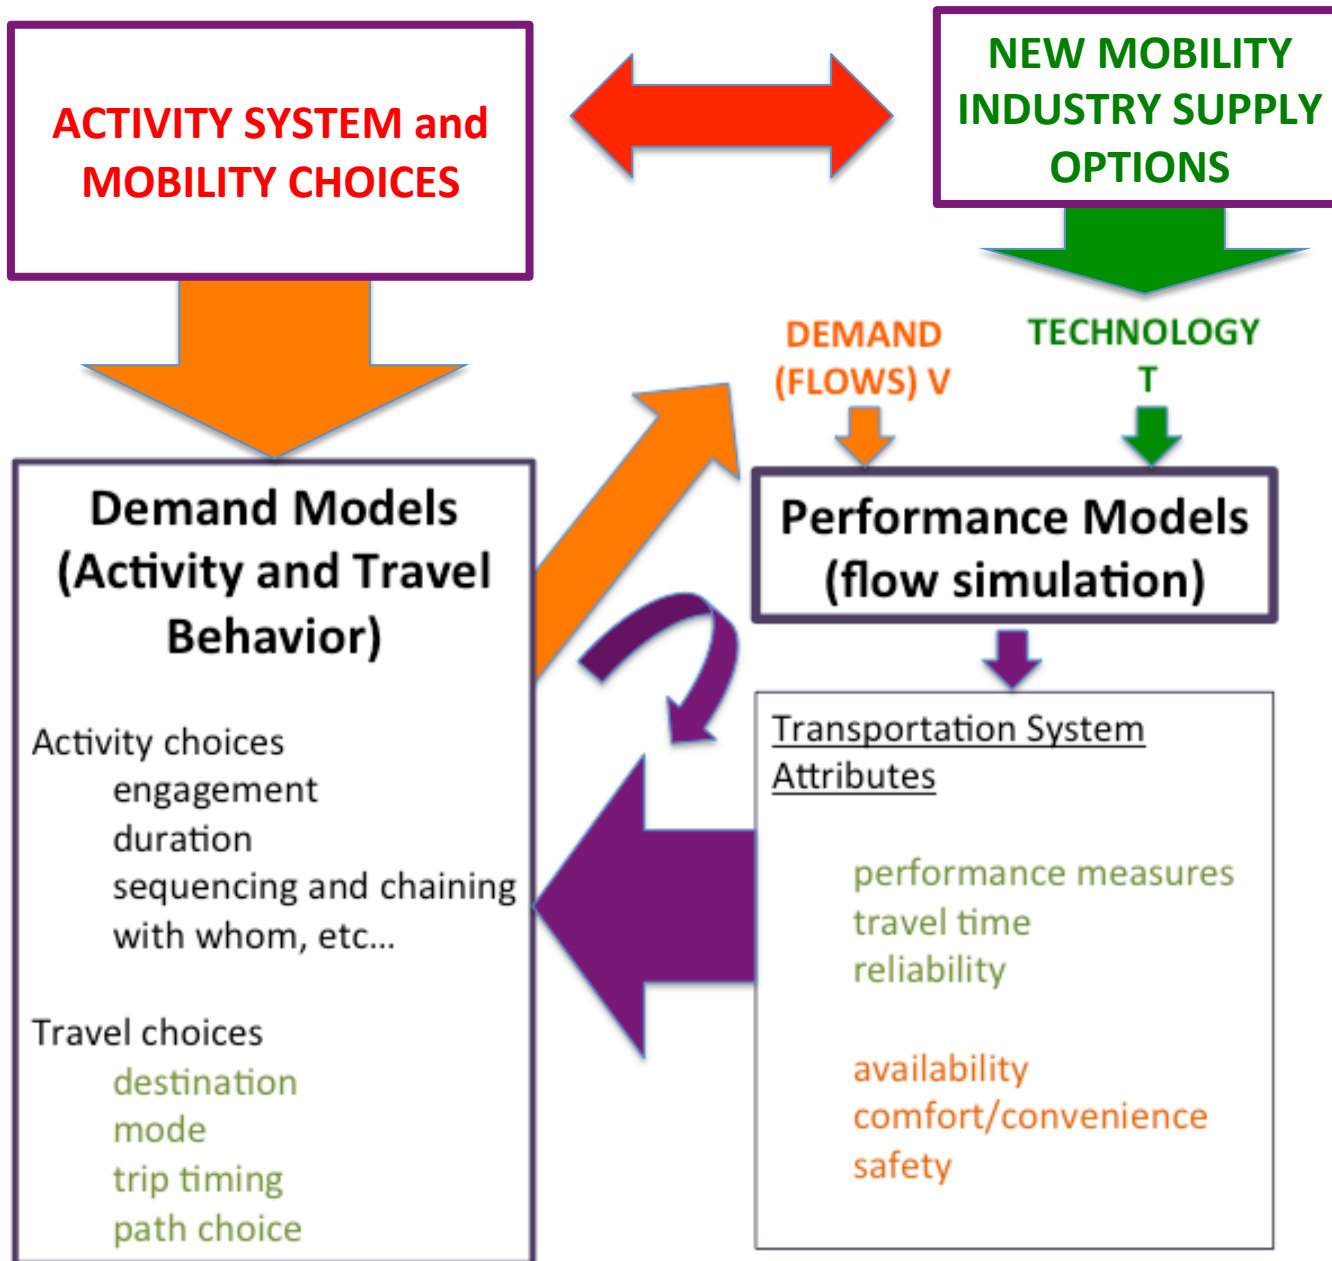 ACTIVITY SYSTEM and
MOBILITY CHOICES
NEW MOBILITY
INDUSTRY SUPPLY
OPTIONS
DEMAND
(FLOWS) V
TECHNOLOGY
T
Demand Models
(Activity and Travel
Behavior)
Activity choices
engagement
duration
sequencing and chaining
with whom, etc...
Travel choices
destination
mode
trip timing
path choice
Performance Models
(flow simulation)
Transportation System
Attributes
performance measures
travel time
reliability
availability
comfort/convenience
safety